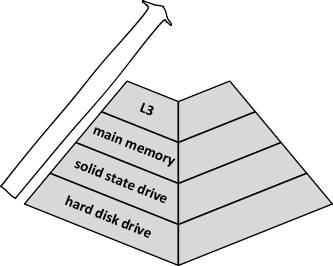 L3
main memory
solid state drive
hard disk drive